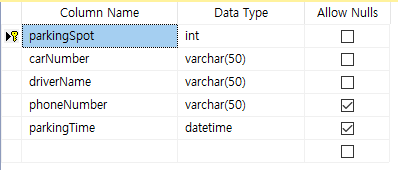 Column Name Data Type Allow Nulls
parkingSpot int
carNumber varchar(50)
driverName varchar(50)
phoneNumber varchar(50)
parkingTime datetime